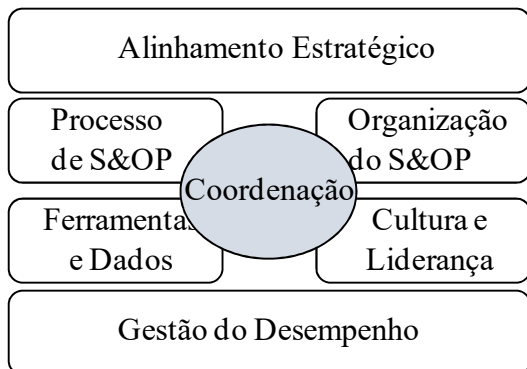 Alinhamento Estratégico
Processo
de S&OP
Organização
do S&OP
Coordenação
Ferramentas
e Dados
Cultura e
Liderança
Gestão do Desempenho